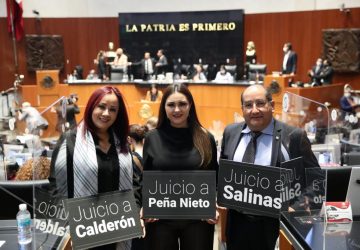 LA PATRIA ES PRIMERO
Juicio a
Calderón
Juicio a
Peña Nieto
Juicio a
Salinas